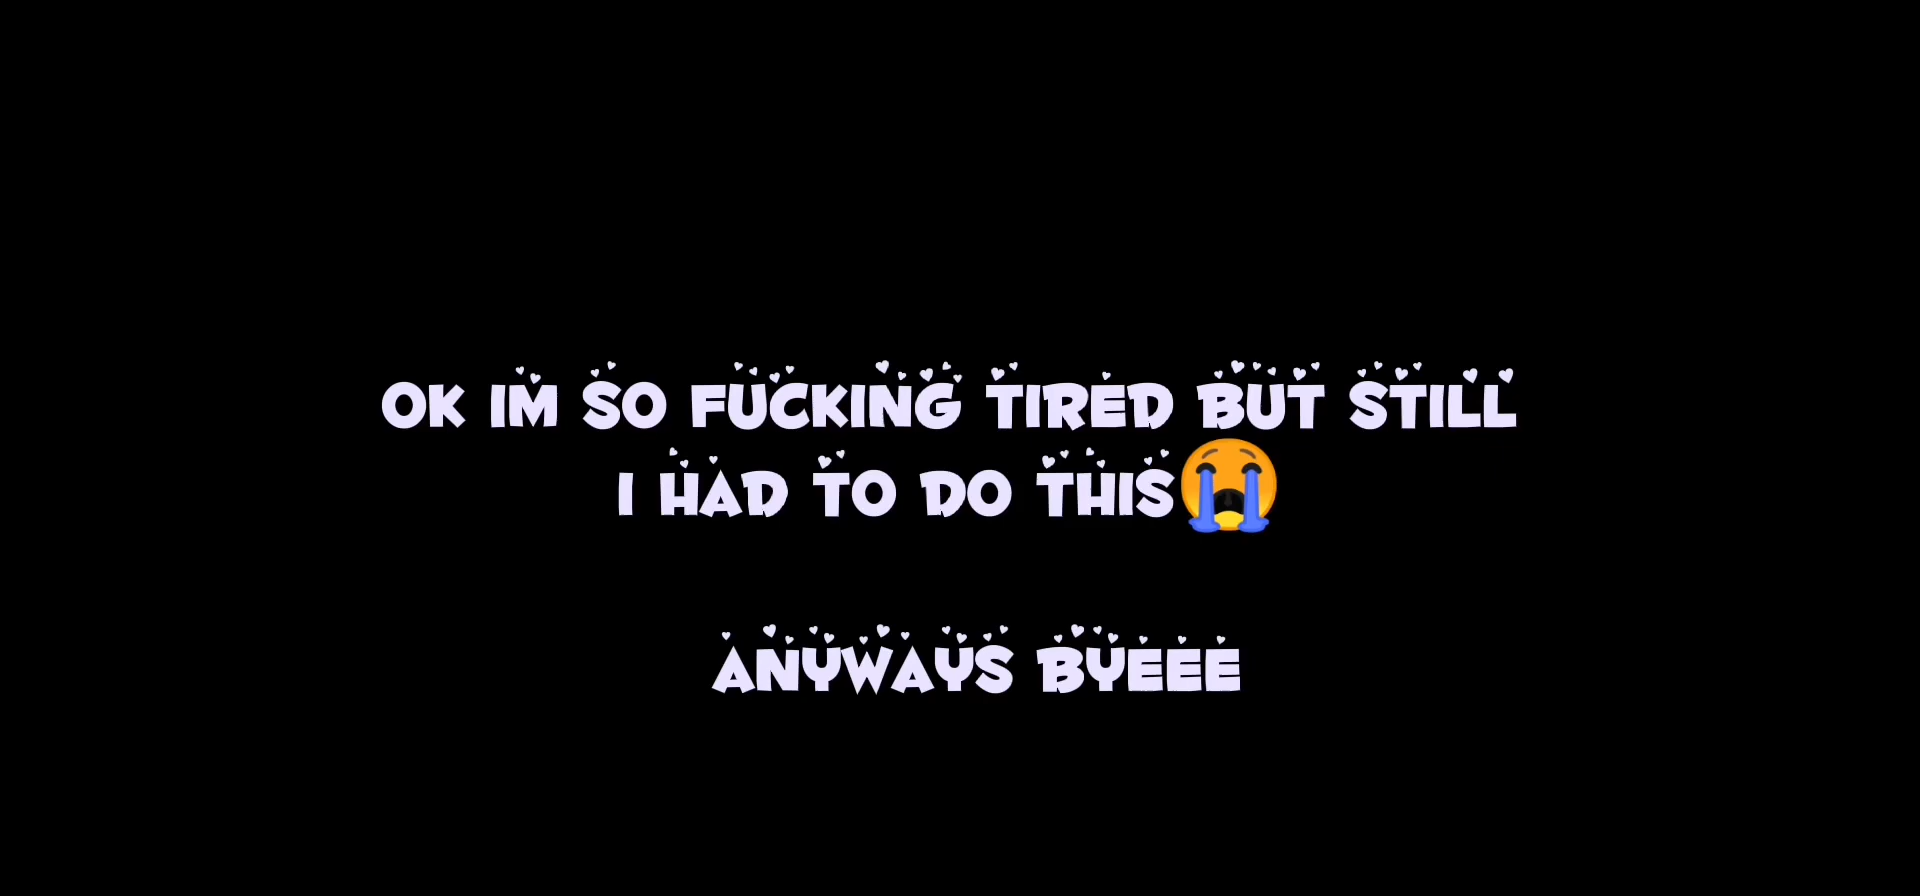 OK IM SO FUCKING TIRED BUT STILL
I HAD TO DO THIS😭
ANYWAYS BYEEE